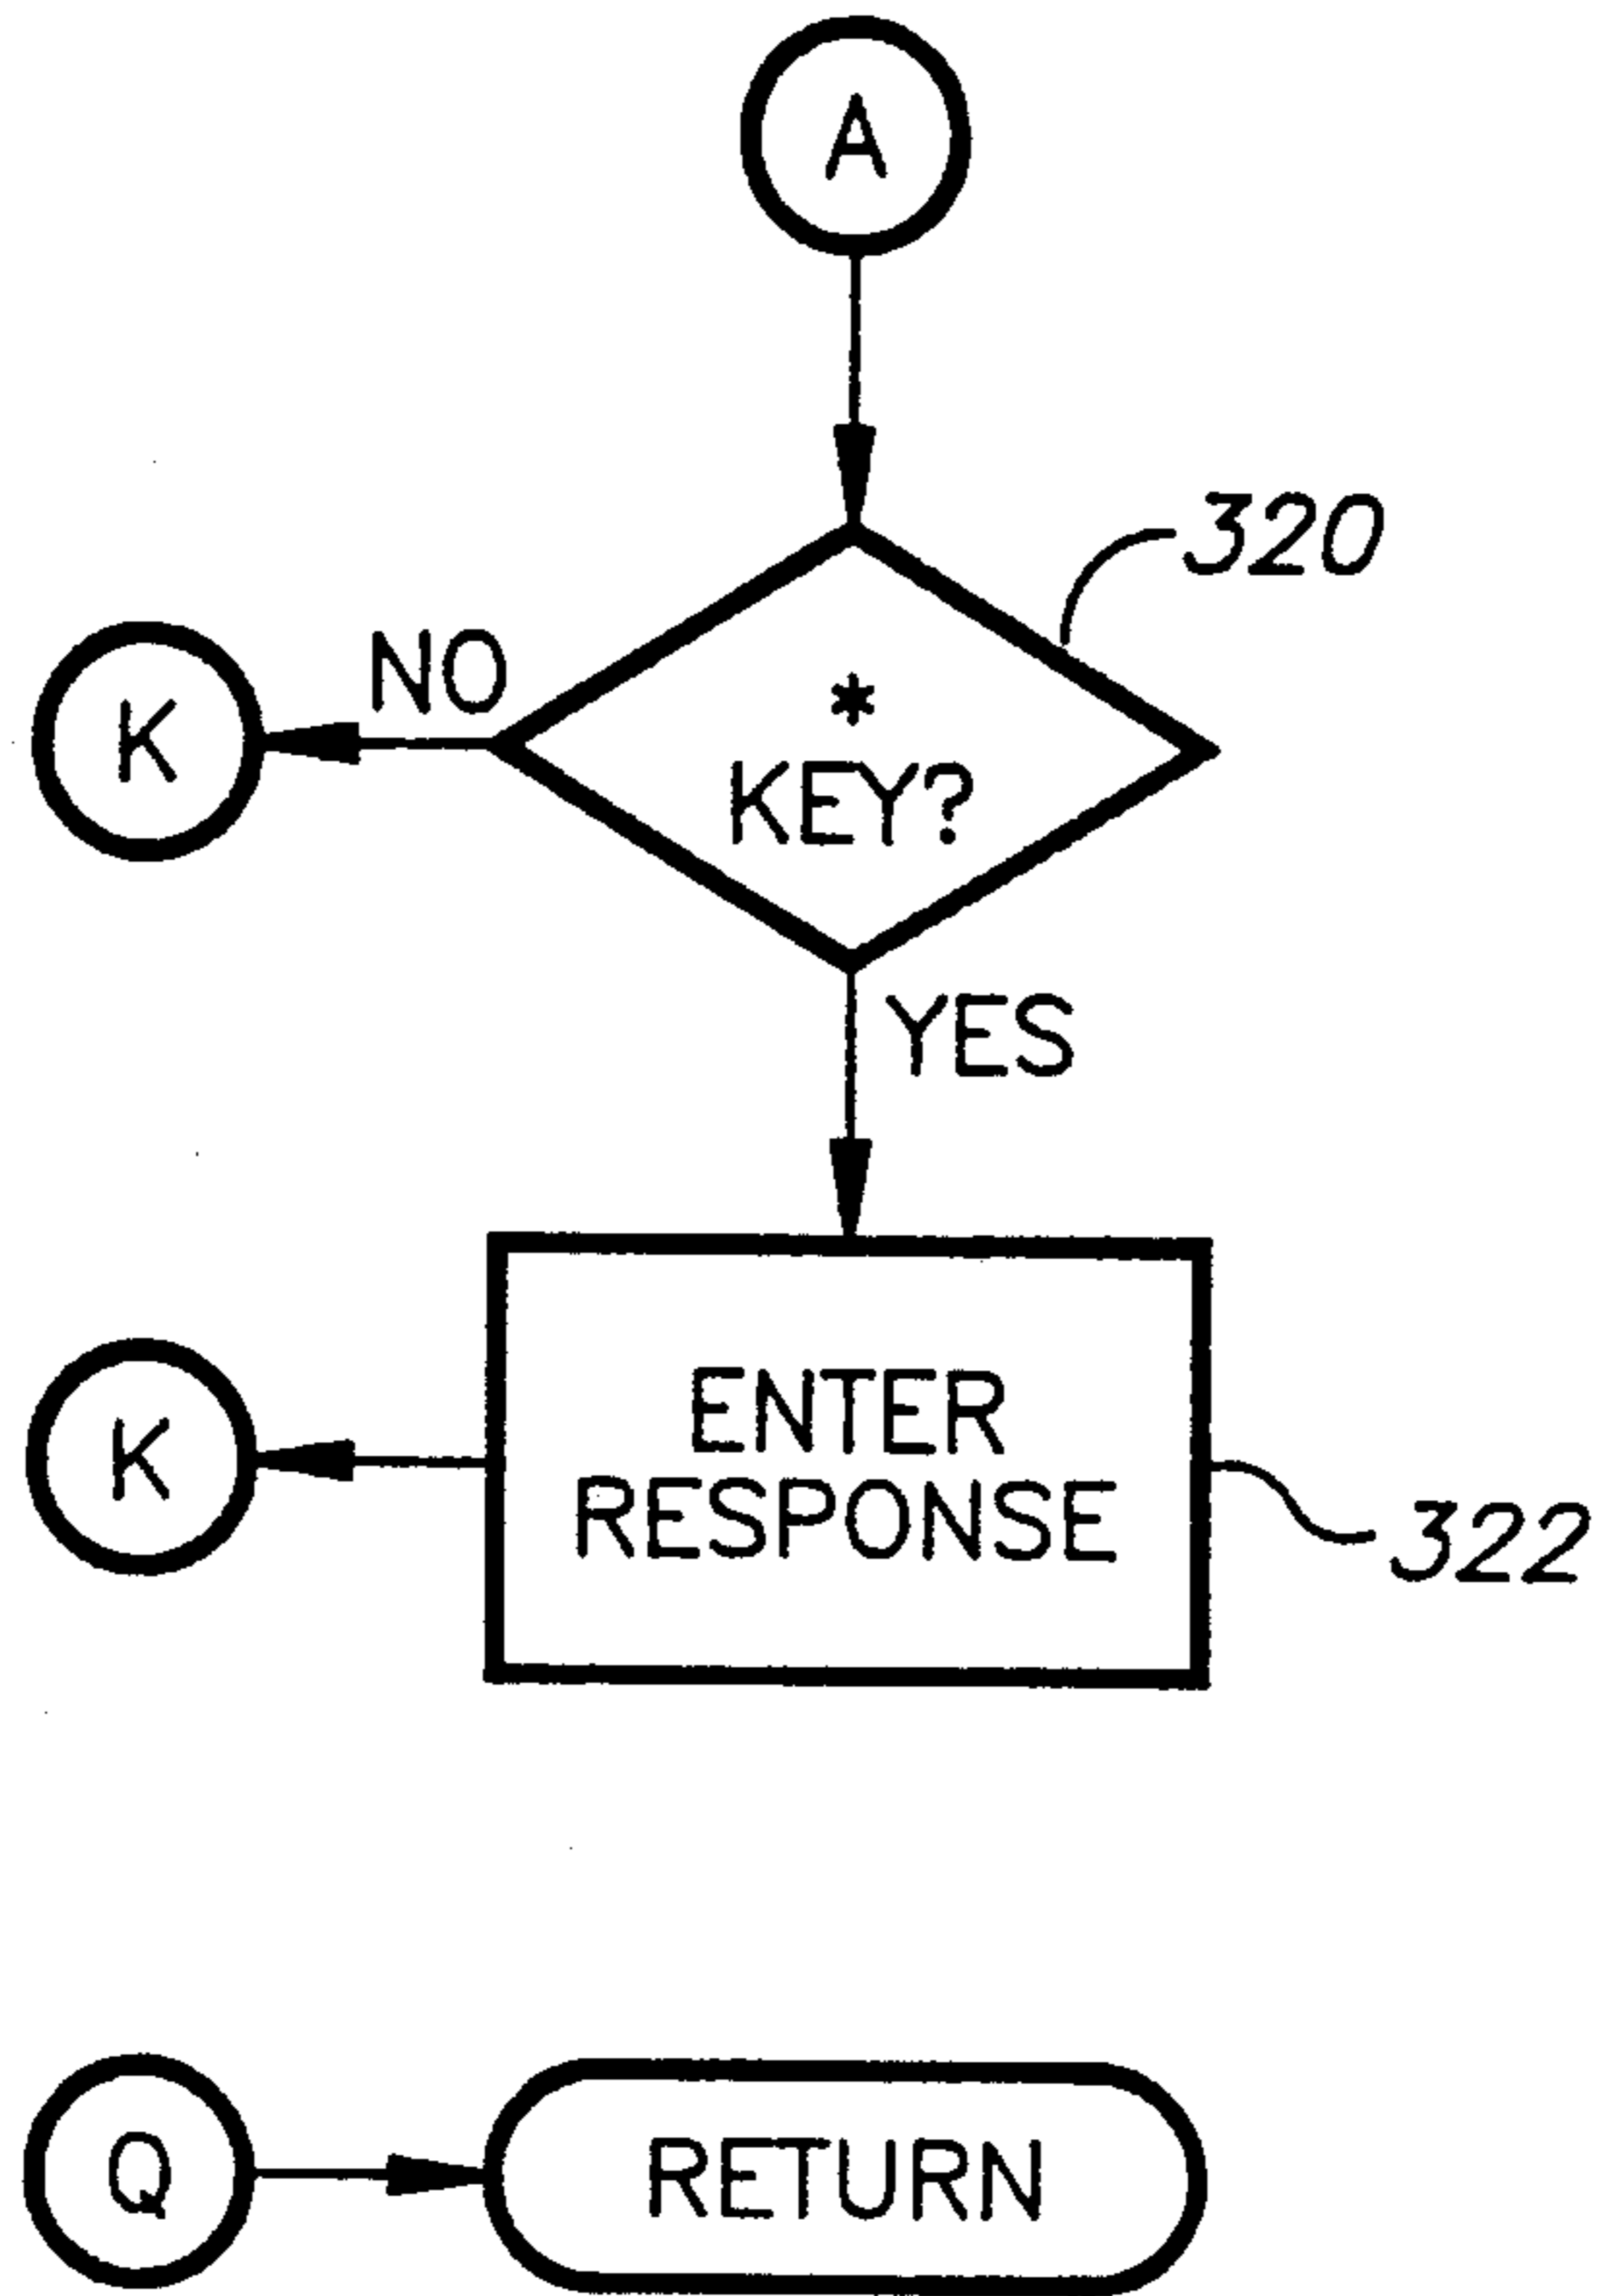 A
320
NO
K
*
KEY?
YES
ENTER
RESPONSE
K
322
Q
RETURN